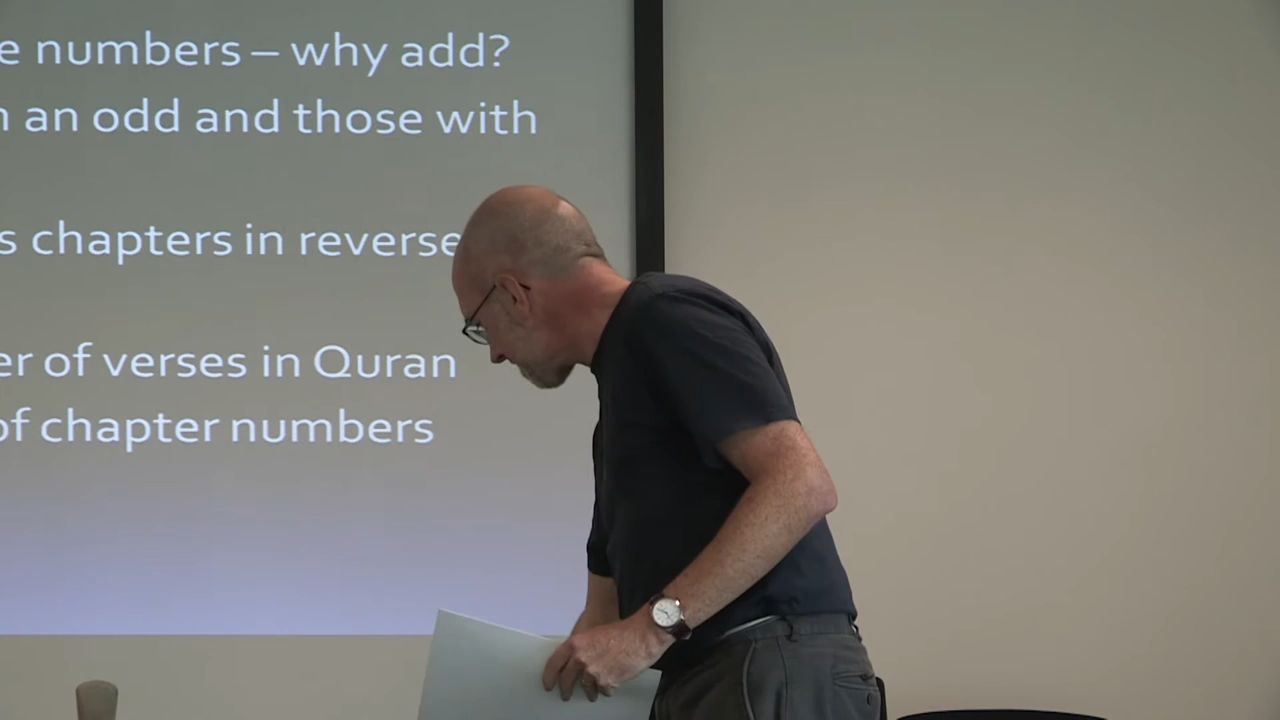 e numbers – why add?
n an odd and those with
s chapters in reverse
er of verses in Quran
of chapter numbers